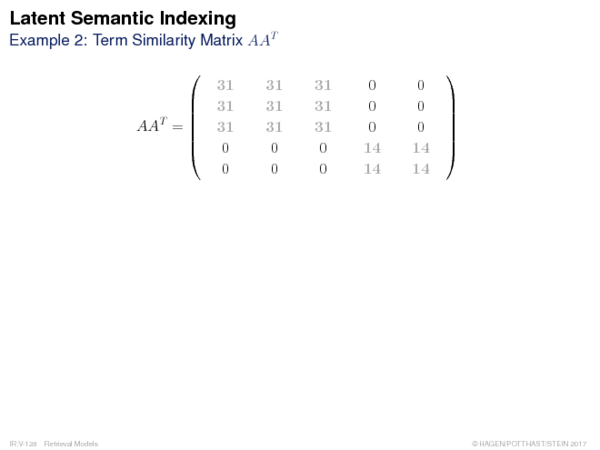 Latent Semantic Indexing
Example 2: Term Similarity Matrix AAᵀ
31 31 31 0 0
31 31 31 0 0
AAᵀ = 31 31 31 0 0
0 0 0 14 14
0 0 0 14 14
IR:V-128 Retrieval Models © HAGEN/POTTHAST/STEIN 2017